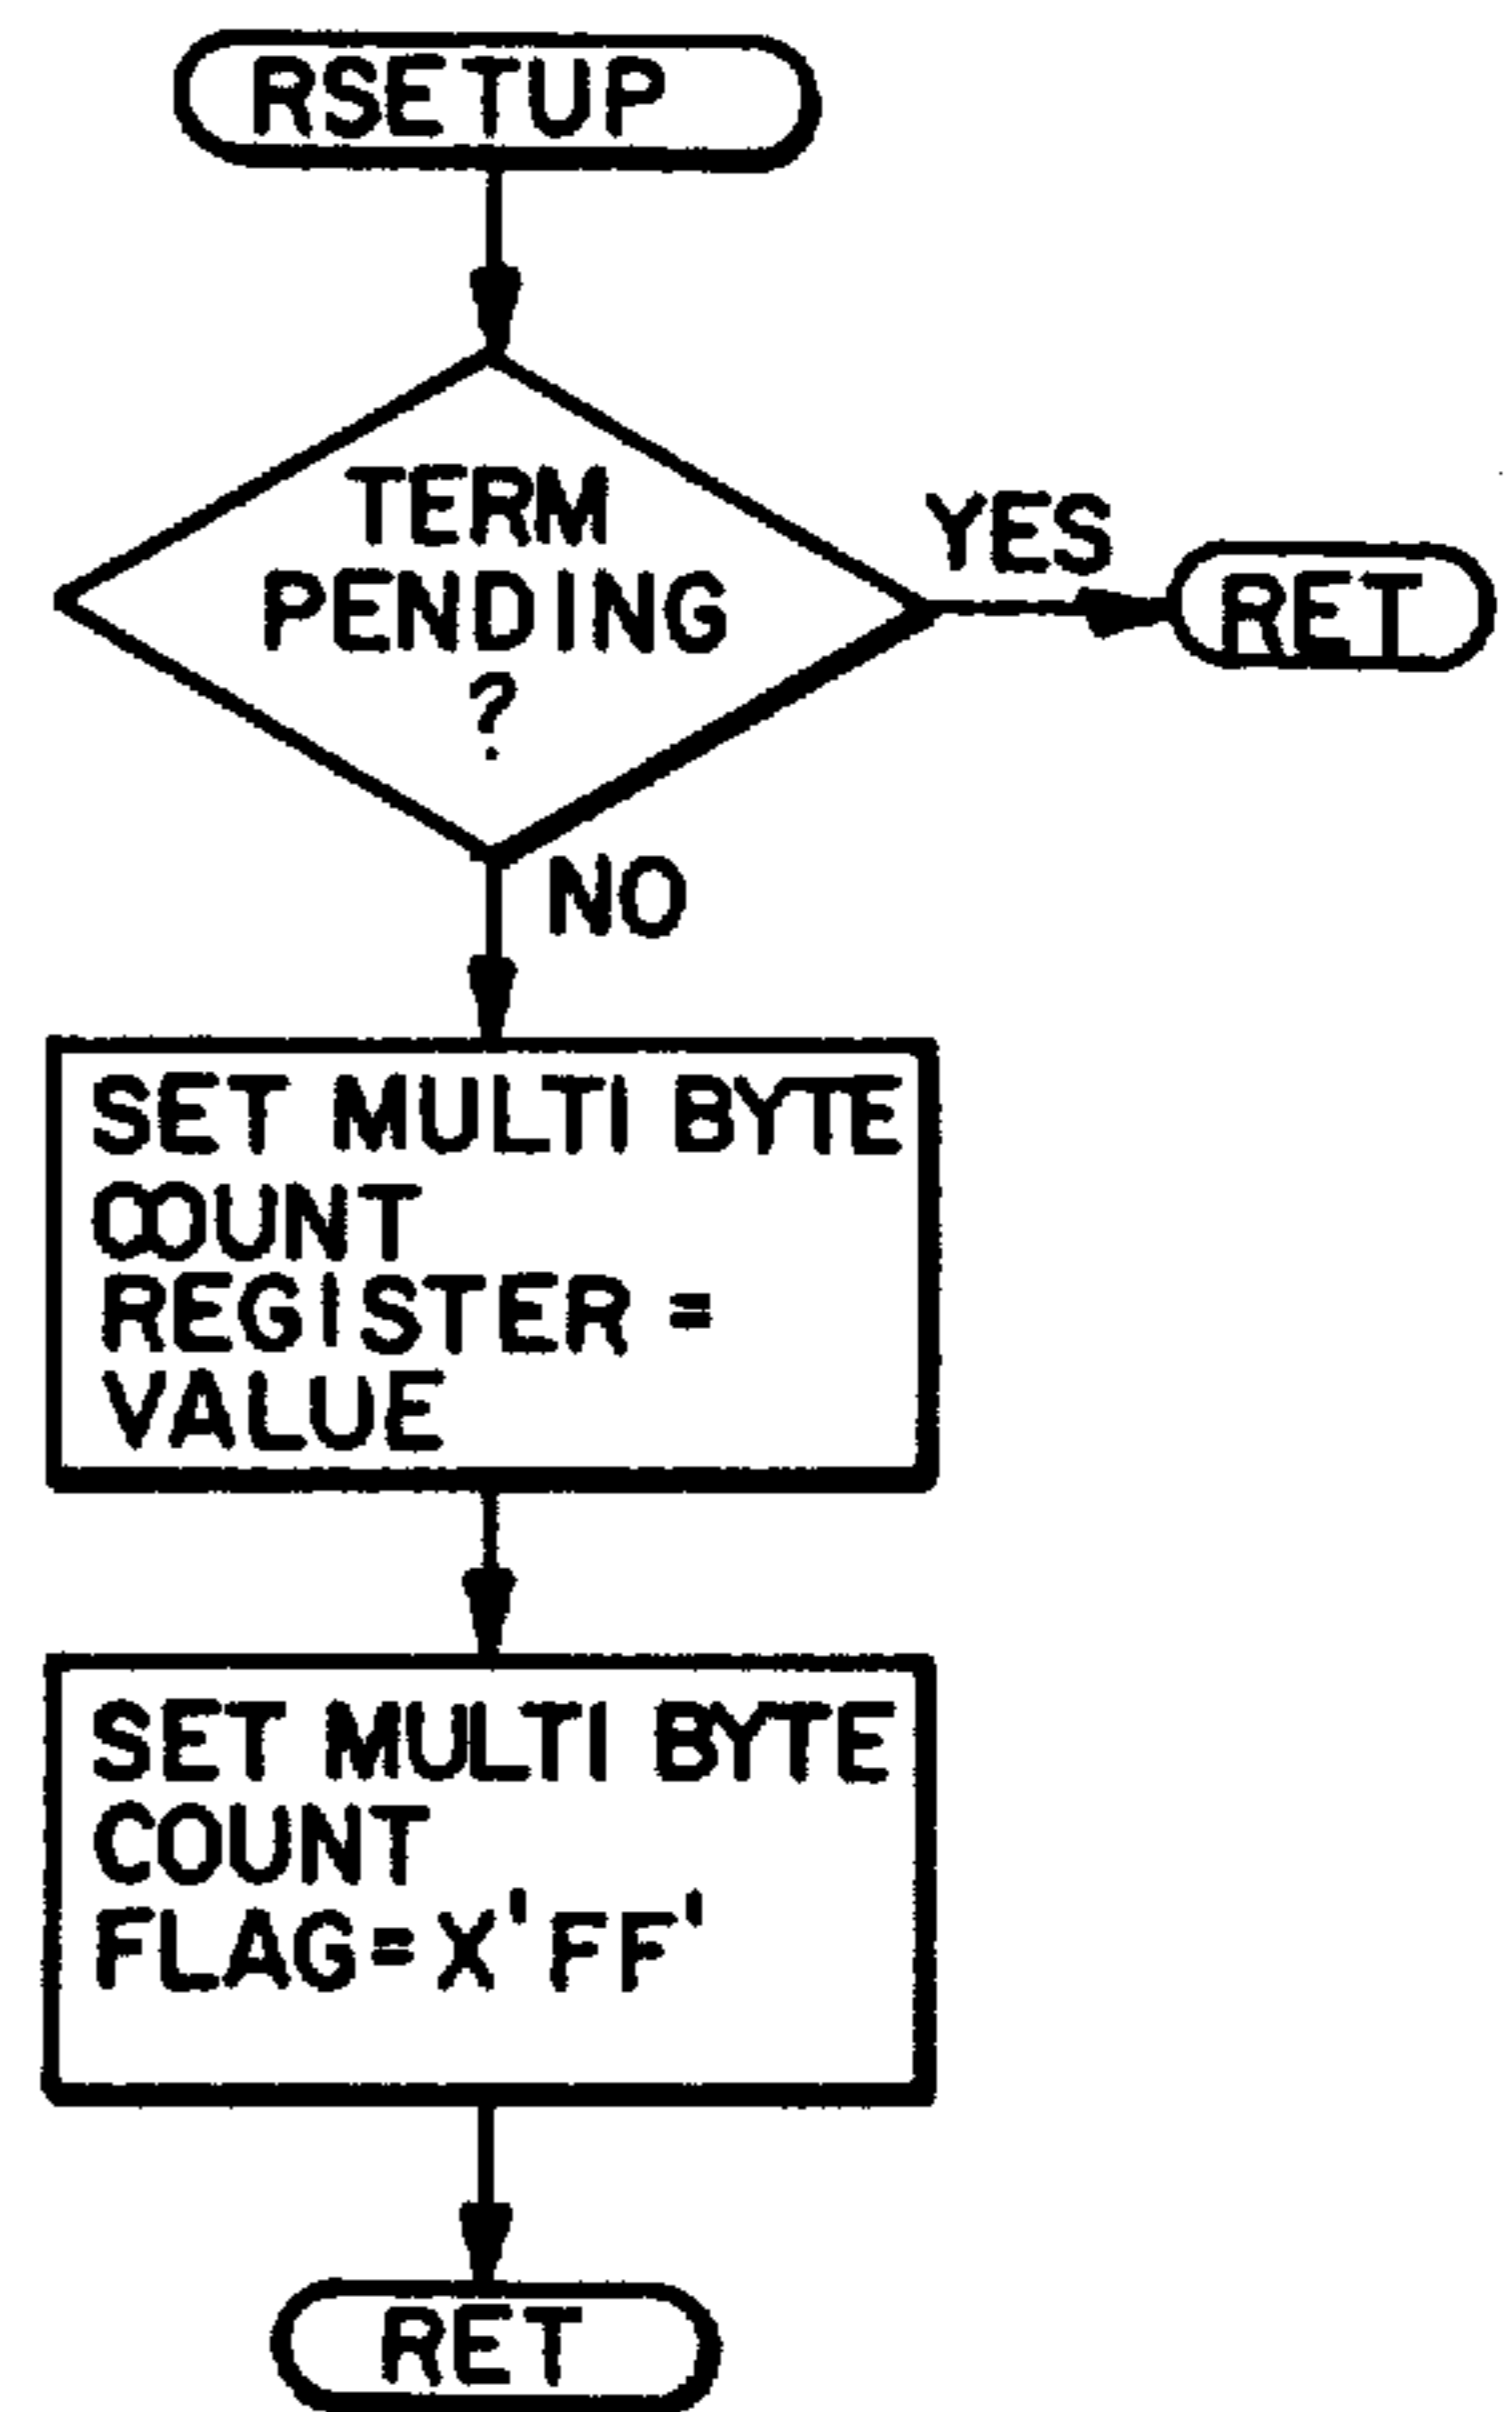 RSETUP
TERM
PENDING
?
YES
RET
NO
SET MULTI BYTE
COUNT
REGISTER =
VALUE
SET MULTI BYTE
COUNT
FLAG=X'FF'
RET